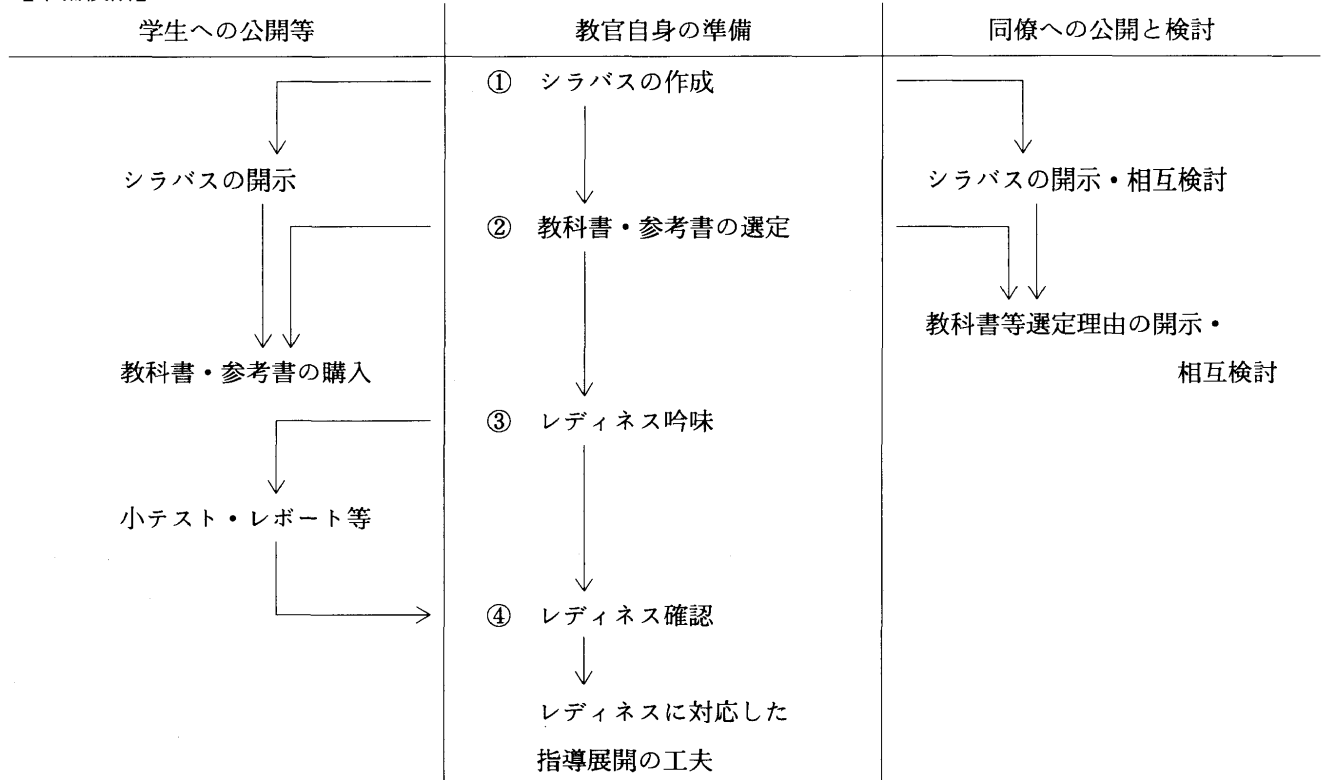 学生への公開等
教官自身の準備
同僚への公開と検討
① シラバスの作成
シラバスの開示
シラバスの開示・相互検討
② 教科書・参考書の選定
教科書等選定理由の開示・
相互検討
教科書・参考書の購入
③ レディネス吟味
小テスト・レポート等
④ レディネス確認
レディネスに対応した
指導展開の工夫